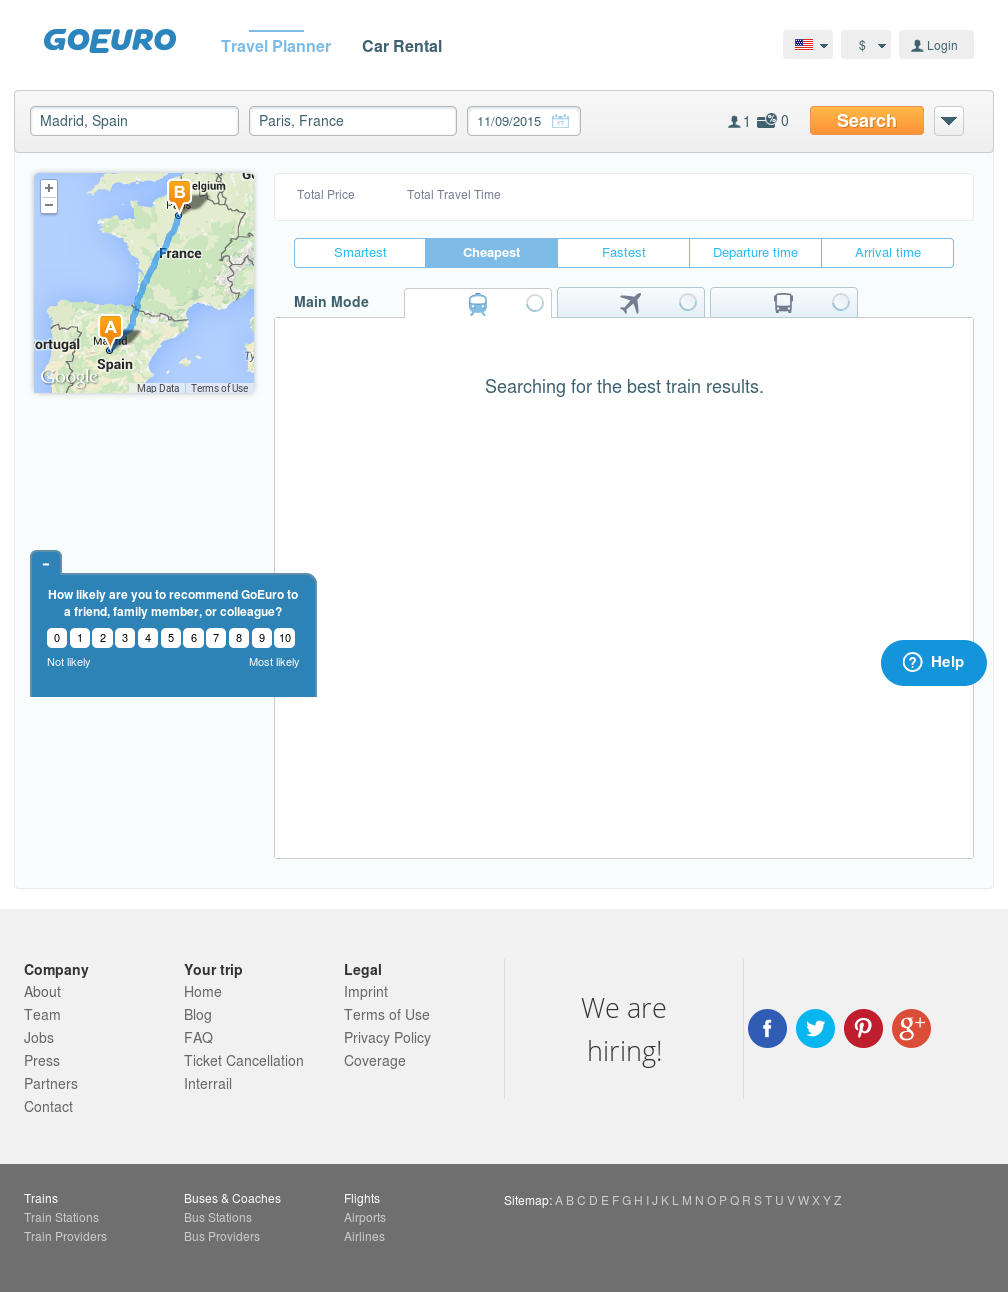 GOEURO
Travel Planner
Car Rental
$
Login
Madrid, Spain
Paris, France
11/09/2015
17
1
%
0
Search
+
−
B
elgium
France
A
Madrid
ortugal
Spain
Google
Map Data
Terms of Use
Total Price
Total Travel Time
Smartest
Cheapest
Fastest
Departure time
Arrival time
Main Mode
Searching for the best train results.
-
How likely are you to recommend GoEuro to
a friend, family member, or colleague?
0 1 2 3 4 5 6 7 8 9 10
Not likely
Most likely
? Help
Company
About
Team
Jobs
Press
Partners
Contact
Your trip
Home
Blog
FAQ
Ticket Cancellation
Interrail
Legal
Imprint
Terms of Use
Privacy Policy
Coverage
We are
hiring!
f
g+
Trains
Train Stations
Train Providers
Buses & Coaches
Bus Stations
Bus Providers
Flights
Airports
Airlines
Sitemap: A B C D E F G H I J K L M N O P Q R S T U V W X Y Z